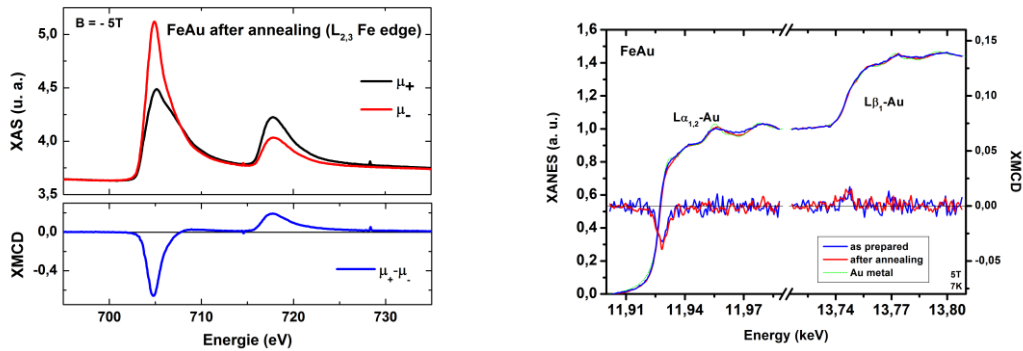 B = - 5T
FeAu after annealing (L2,3 Fe edge)
μ+
μ-
XAS (u. a.)
5,0
4,5
4,0
3,5
μ+-μ-
XMCD
0,0
-0,4
700
710
720
730
Energie (eV)
FeAu
Lα1,2-Au
Lβ1-Au
XANES (a. u.)
1,6
1,4
1,2
1,0
0,8
0,6
0,4
0,2
0,0
XMCD
0,15
0,10
0,05
0,00
-0,05
as prepared
after annealing
Au metal
5T
7K
11,91
11,94
11,97
13,74
13,77
13,80
Energy (keV)